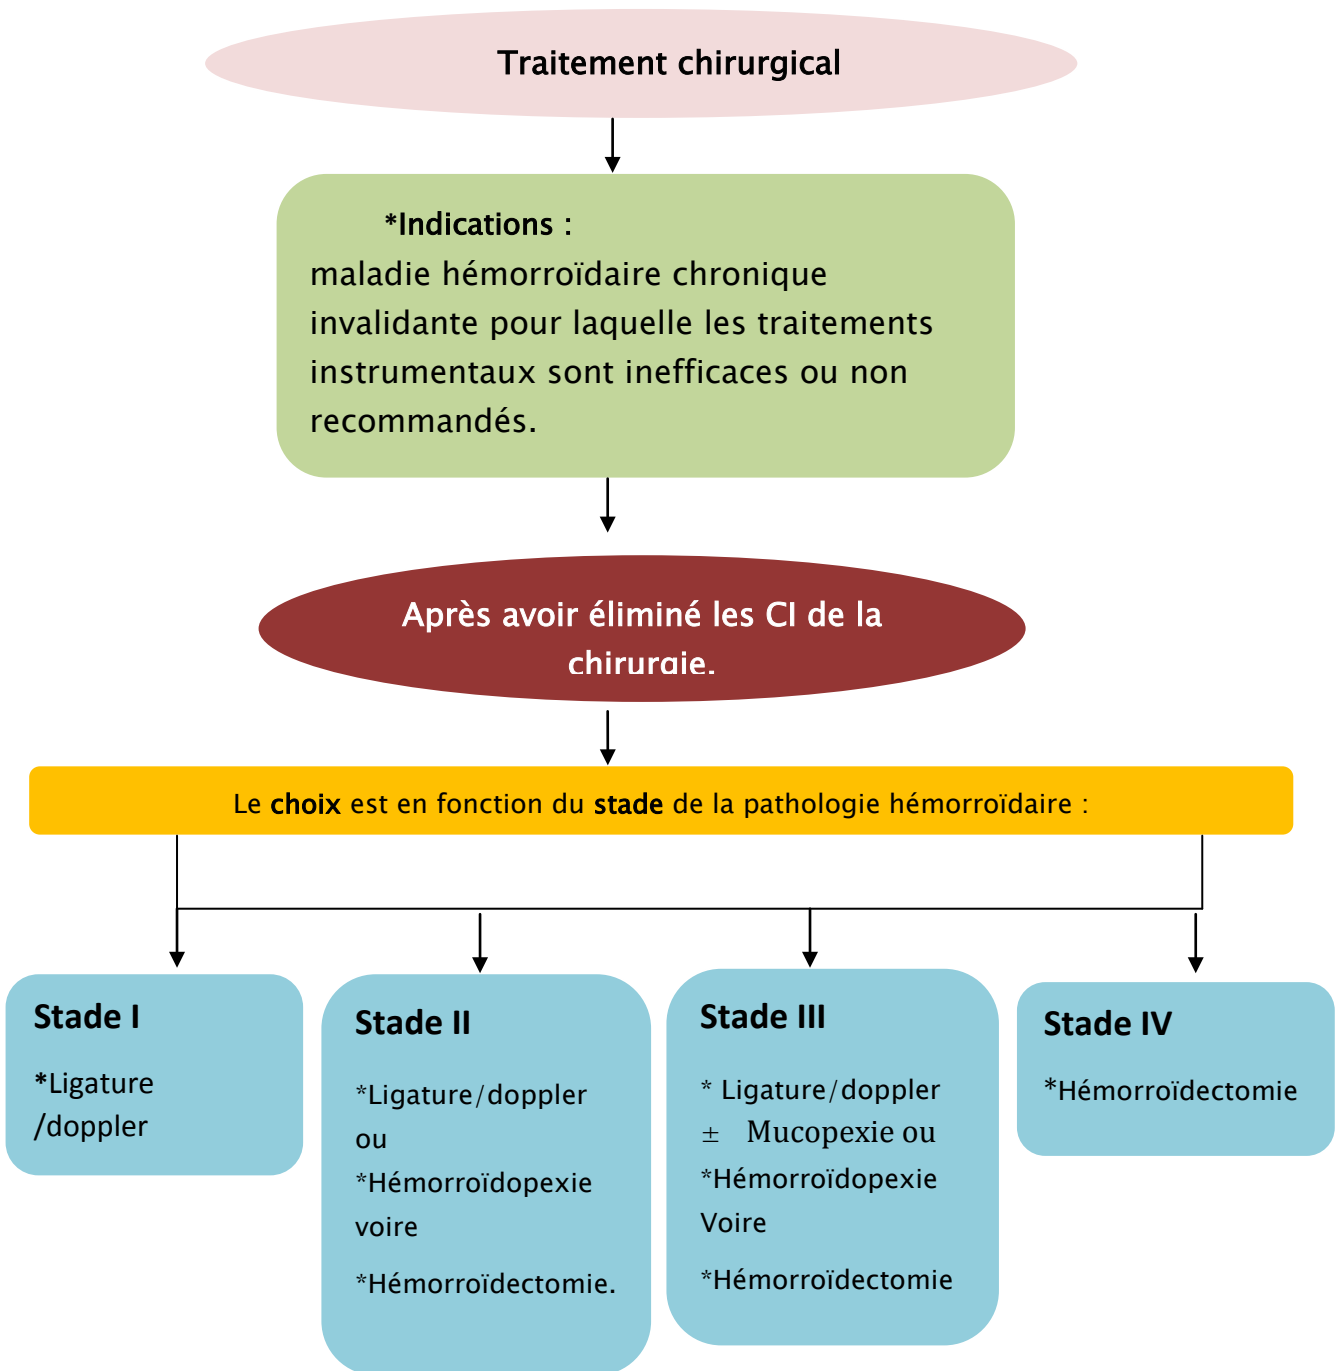 Traitement chirurgical
*Indications :
maladie hémorroïdaire chronique
invalidante pour laquelle les traitements
instrumentaux sont inefficaces ou non
recommandés.
Après avoir éliminé les CI de la
chirurgie.
Le choix est en fonction du stade de la pathologie hémorroïdaire :
Stade I
*Ligature
/doppler
Stade II
*Ligature/doppler
ou
*Hémorroïdopexie
voire
*Hémorroïdectomie.
Stade III
* Ligature/doppler
± Mucopexie ou
*Hémorroïdopexie
Voire
*Hémorroïdectomie
Stade IV
*Hémorroïdectomie